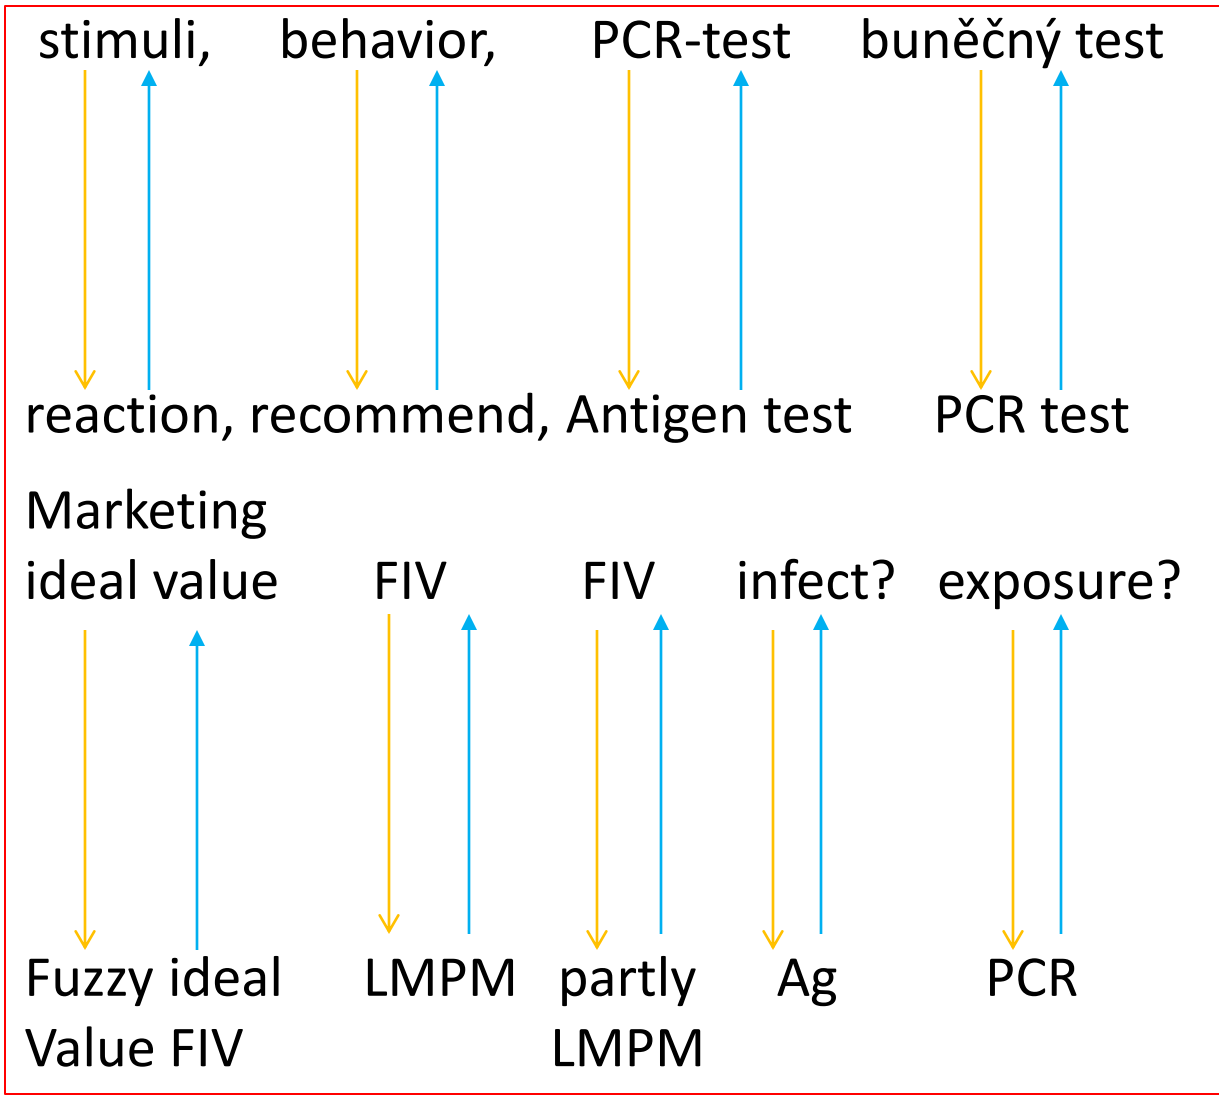 stimuli, behavior, PCR-test buněčný test
reaction, recommend, Antigen test PCR test
Marketing
ideal value FIV FIV infect? exposure?
Fuzzy ideal LMPM partly Ag PCR
Value FIV LMPM